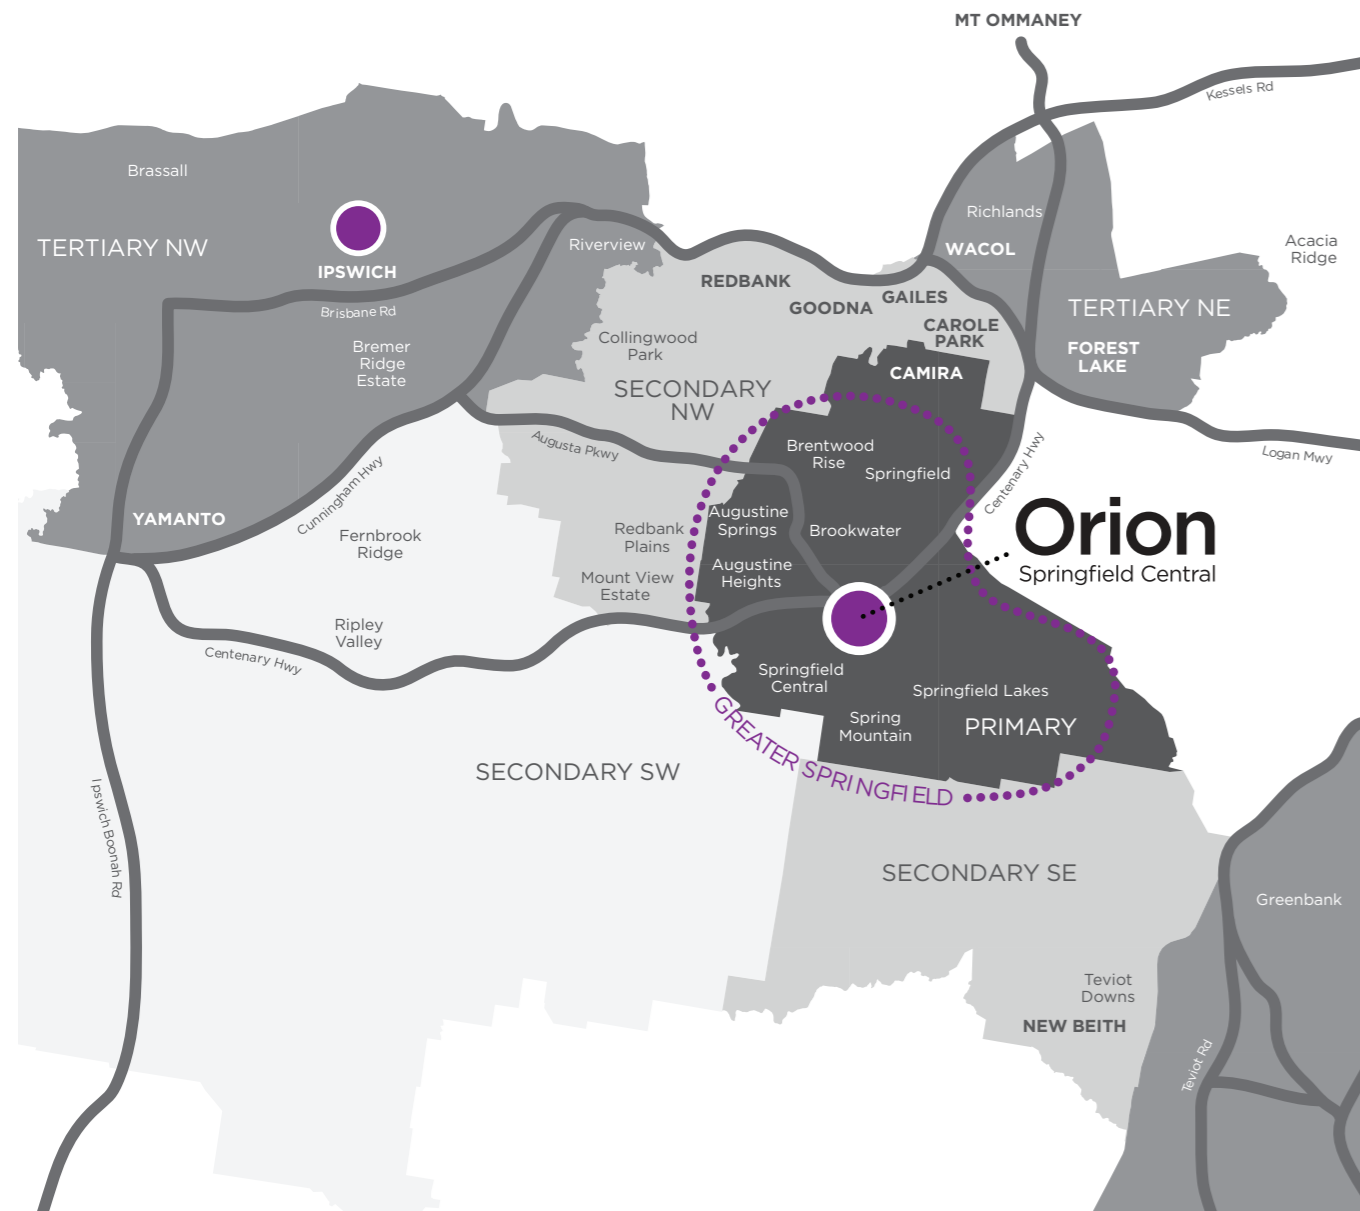 MT OMMANEY
Kessels Rd
Brassall
Richlands
TERTIARY NW
IPSWICH
Riverview
WACOL
Acacia
Ridge
REDBANK
GOODNA
GAILES
TERTIARY NE
Brisbane Rd
CAROLE
PARK
Collingwood
Park
Bremer
Ridge
Estate
FOREST
LAKE
CAMIRA
SECONDARY
NW
Augusta Pkwy
Brentwood
Rise
Springfield
Logan Mwy
Centenary Hwy
Cunningham Hwy
YAMANTO
Augustine
Springs
Brookwater
Orion
Springfield Central
Fernbrook
Ridge
Redbank
Plains
Augustine
Heights
Mount View
Estate
Ripley
Valley
Centenary Hwy
Springfield
Central
Springfield Lakes
Spring
Mountain
PRIMARY
GREATER SPRINGFIELD
SECONDARY SW
Ipswich Boonah Rd
SECONDARY SE
Greenbank
Teviot
Downs
NEW BEITH
Teviot Rd